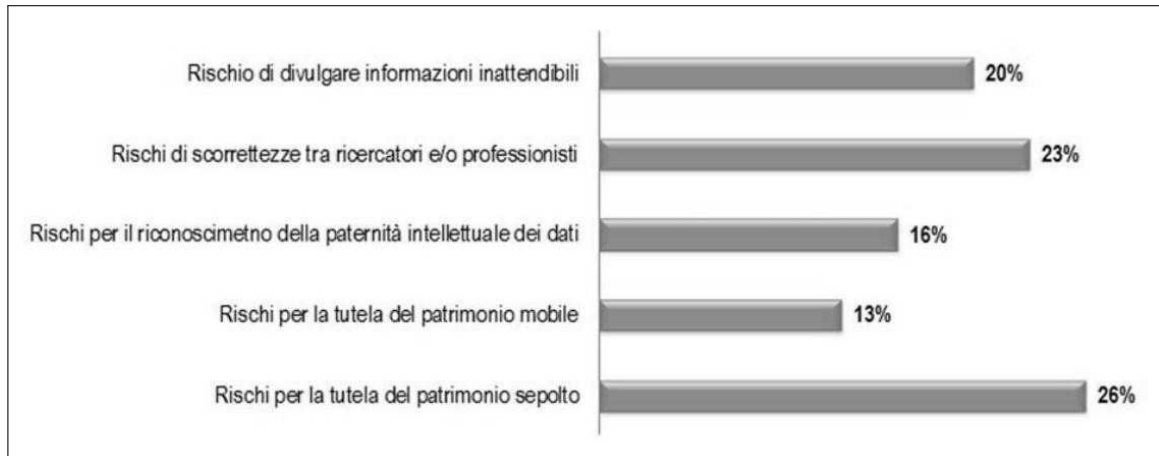 Rischio di divulgare informazioni inattendibili 20%
Rischi di scorrettezze tra ricercatori e/o professionisti 23%
Rischi per il riconoscimetno della paternità intellettuale dei dati 16%
Rischi per la tutela del patrimonio mobile 13%
Rischi per la tutela del patrimonio sepolto 26%